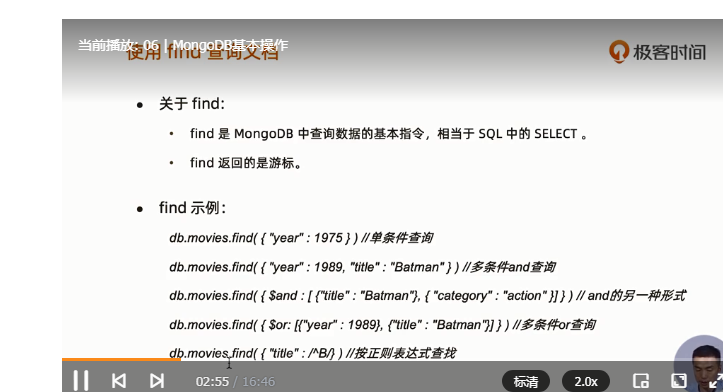 当前播放: 06 | MongoDB基本操作
使用 find 查询文档
极客时间
• 关于 find：
• find 是 MongoDB 中查询数据的基本指令，相当于 SQL 中的 SELECT 。
• find 返回的是游标。
• find 示例：
db.movies.find( { "year" : 1975 } ) //单条件查询
db.movies.find( { "year" : 1989, "title" : "Batman" } ) //多条件and查询
db.movies.find( { $and : [ {"title" : "Batman"}, { "category" : "action" }] } ) // and的另一种形式
db.movies.find( { $or: [{"year" : 1989}, {"title" : "Batman"}] } ) //多条件or查询
db.movies.find( { "title" : /^B/} ) //按正则表达式查找
02:55 / 16:46
标清
2.0x